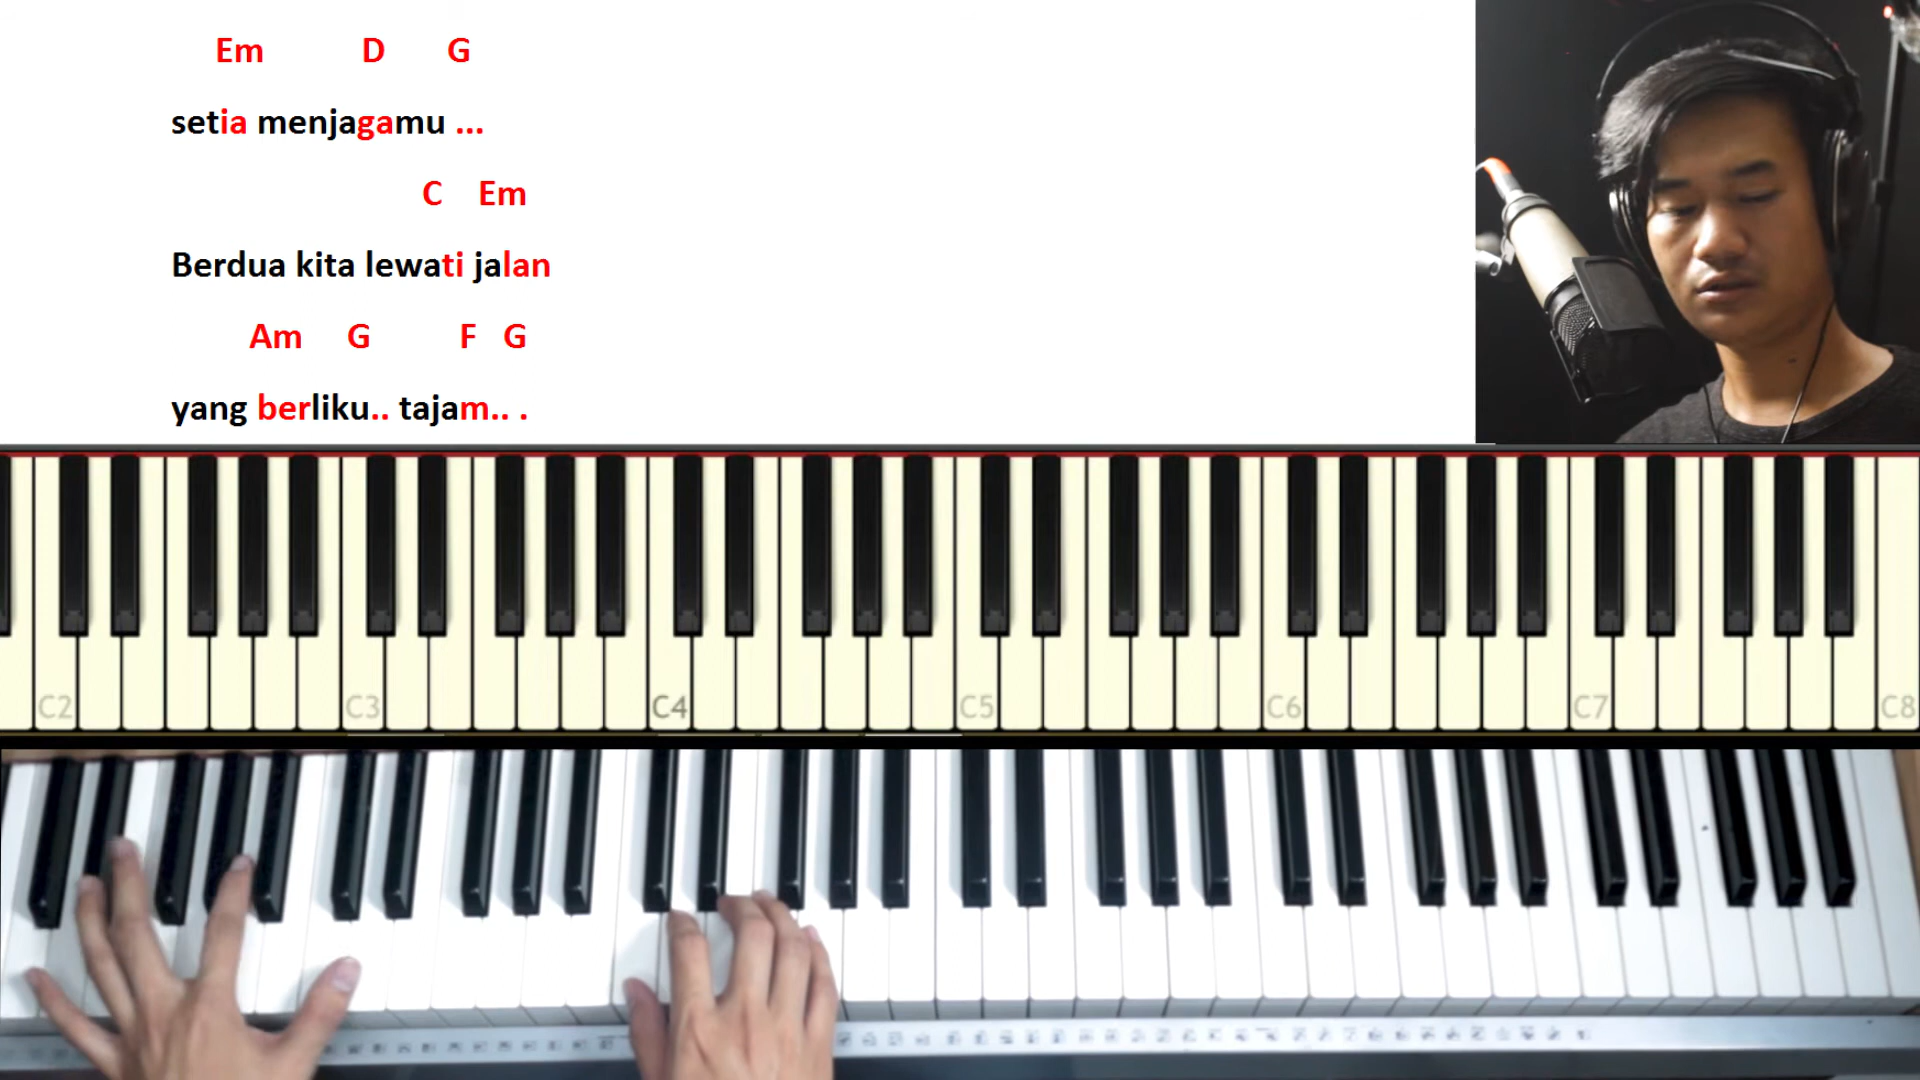 Em D G
setia menjagamu ...
C Em
Berdua kita lewati jalan
Am G F G
yang berliku.. tajam.. .
C2 C3 C4 C5 C6 C7 C8